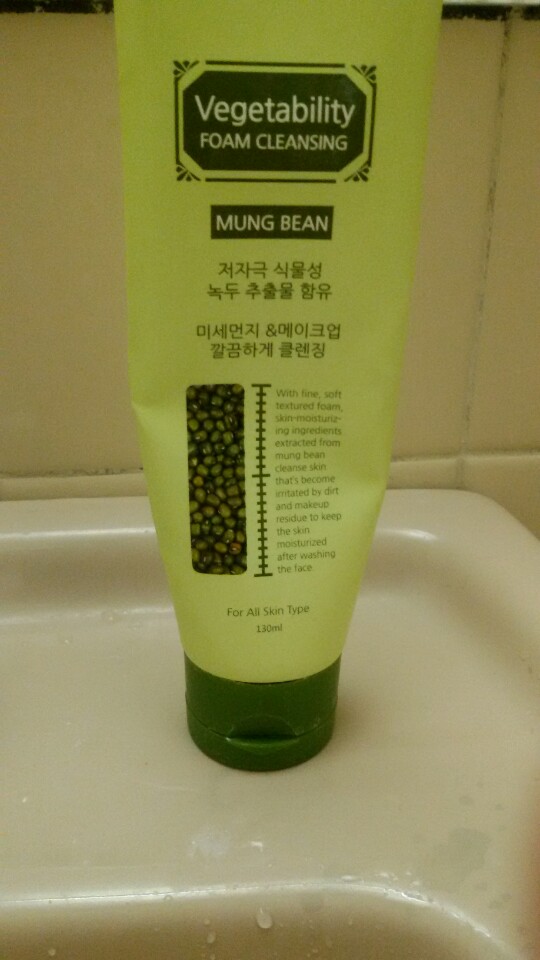 Vegetability
FOAM CLEANSING
MUNG BEAN
저자극 식물성
녹두 추출물 함유
미세먼지 &메이크업
깔끔하게 클렌징
With fine, soft
textured foam,
skin-moisturiz-
ing ingredients
extracted from
mung bean
cleanse skin
that's become
irritated by dirt
and makeup
residue to keep
the skin
moisturized
after washing
the face.
For All Skin Type
130ml